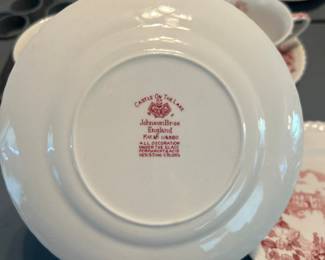 CASTLE ON THE LAKE
Johnson Bros
England
ALL DECORATION
UNDER THE GLAZE
PERMANENT & ACID
RESISTING COLORS